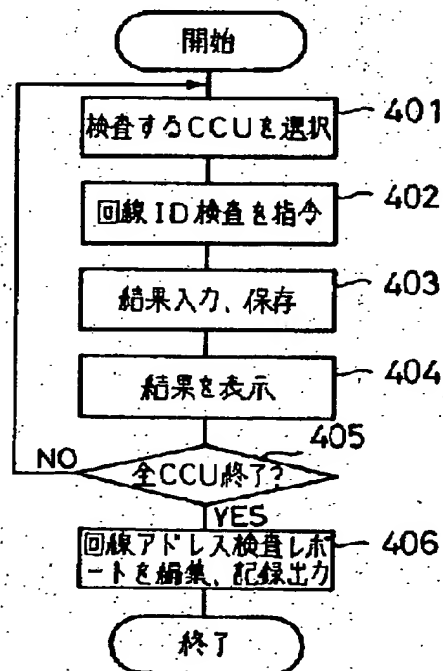 開始
検査するCCUを選択
401
回線ID検査を指令
402
結果入力、保存
403
結果を表示
404
405
NO
全CCU終了?
YES
回線アドレス検査レポ
ートを編集、記録出力
406
終了